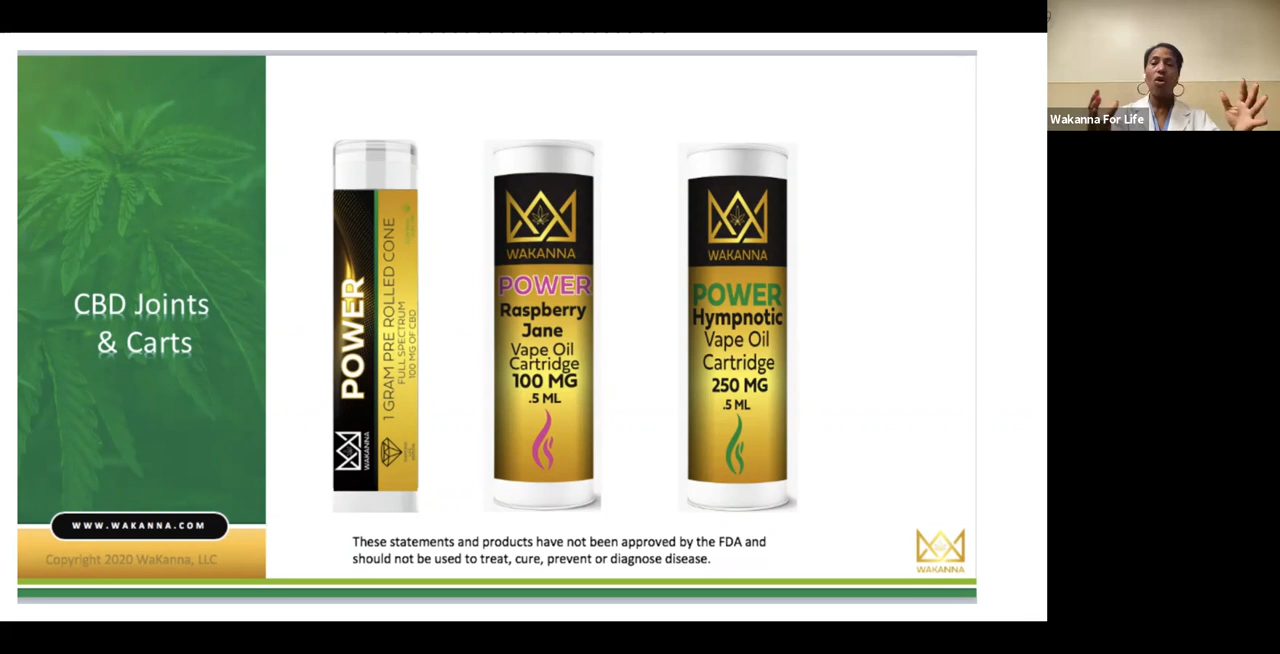 Wakanna For Life
CBD Joints
& Carts
WWW.WAKANNA.COM
Copyright 2020 WaKanna, LLC
POWER
WAKANNA
1 GRAM PRE ROLLED CONE
FULL SPECTRUM
100 MG OF CBD
WAKANNA
POWER
Raspberry
Jane
Vape Oil
Cartridge
100 MG
.5 ML
WAKANNA
POWER
Hympnotic
Vape Oil
Cartridge
250 MG
.5 ML
These statements and products have not been approved by the FDA and
should not be used to treat, cure, prevent or diagnose disease.
WAKANNA